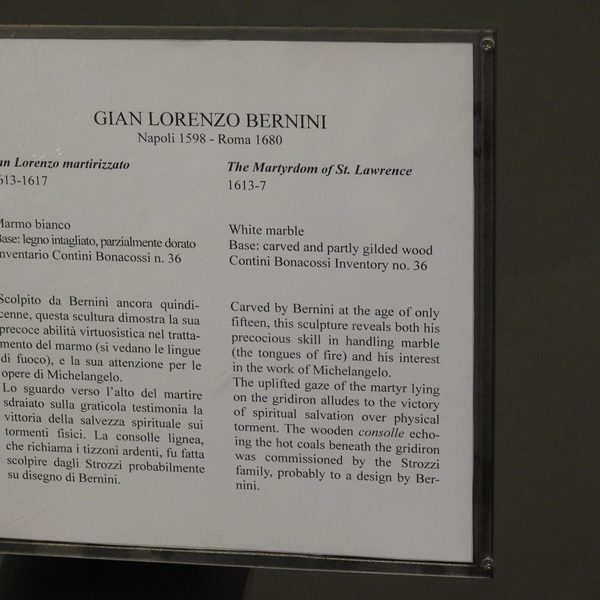 GIAN LORENZO BERNINI
Napoli 1598 - Roma 1680
Lorenzo martirizzato
613-1617
Marmo bianco
Base: legno intagliato, parzialmente dorato
nventario Contini Bonacossi n. 36
Scolpito da Bernini ancora quindi-
cenne, questa scultura dimostra la sua
precoce abilità virtuosistica nel tratta-
mento del marmo (si vedano le lingue
di fuoco), e la sua attenzione per le
opere di Michelangelo.
Lo sguardo verso l'alto del martire
sdraiato sulla graticola testimonia la
vittoria della salvezza spirituale sui
tormenti fisici. La consolle lignea,
che richiama i tizzoni ardenti, fu fatta
scolpire dagli Strozzi probabilmente
su disegno di Bernini.
The Martyrdom of St. Lawrence
1613-7
White marble
Base: carved and partly gilded wood
Contini Bonacossi Inventory no. 36
Carved by Bernini at the age of only
fifteen, this sculpture reveals both his
precocious skill in handling marble
(the tongues of fire) and his interest
in the work of Michelangelo.
The uplifted gaze of the martyr lying
on the gridiron alludes to the victory
of spiritual salvation over physical
torment. The wooden consolle echo-
ing the hot coals beneath the gridiron
was commissioned by the Strozzi
family, probably to a design by Ber-
nini.